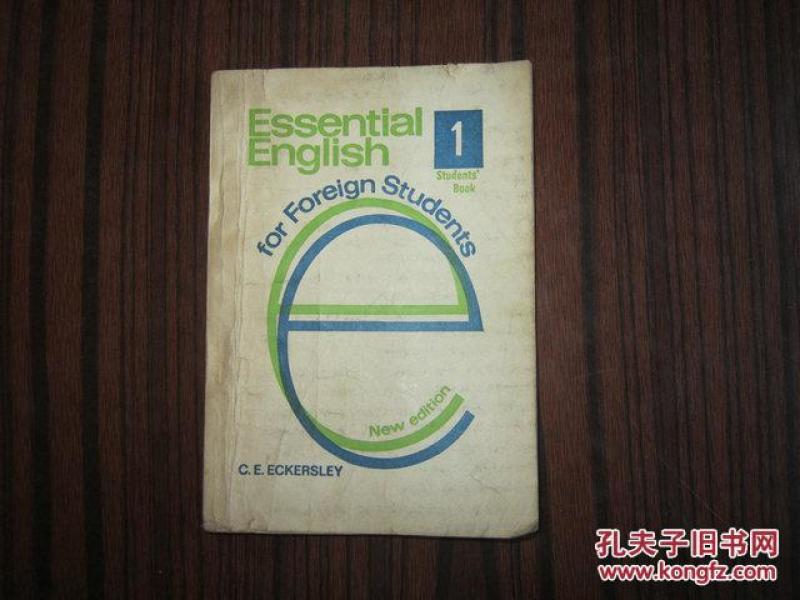 Essential
English
1
Students'
Book
for Foreign Students
New edition
C. E. ECKERSLEY
孔夫子旧书网
www.kongfz.com